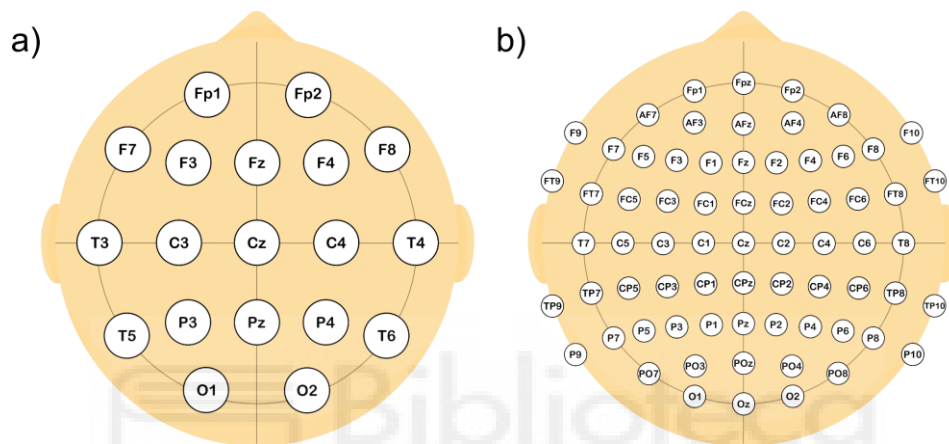 a)
Fp1 Fp2
F7 F3 Fz F4 F8
T3 C3 Cz C4 T4
T5 P3 Pz P4 T6
O1 O2
b)
Fpz
Fp1 Fp2
AF7 AF3 AFz AF4 AF8
F9 F10
F7 F5 F3 F1 Fz F2 F4 F6 F8
FT9 FT10
FT7 FC5 FC3 FC1 FCz FC2 FC4 FC6 FT8
T7 C5 C3 C1 Cz C2 C4 C6 T8
TP7 CP5 CP3 CP1 CPz CP2 CP4 CP6 TP8
TP9 TP10
P7 P5 P3 P1 Pz P2 P4 P6 P8
P9 P10
PO7 PO3 POz PO4 PO8
O1 Oz O2
Biblioteca